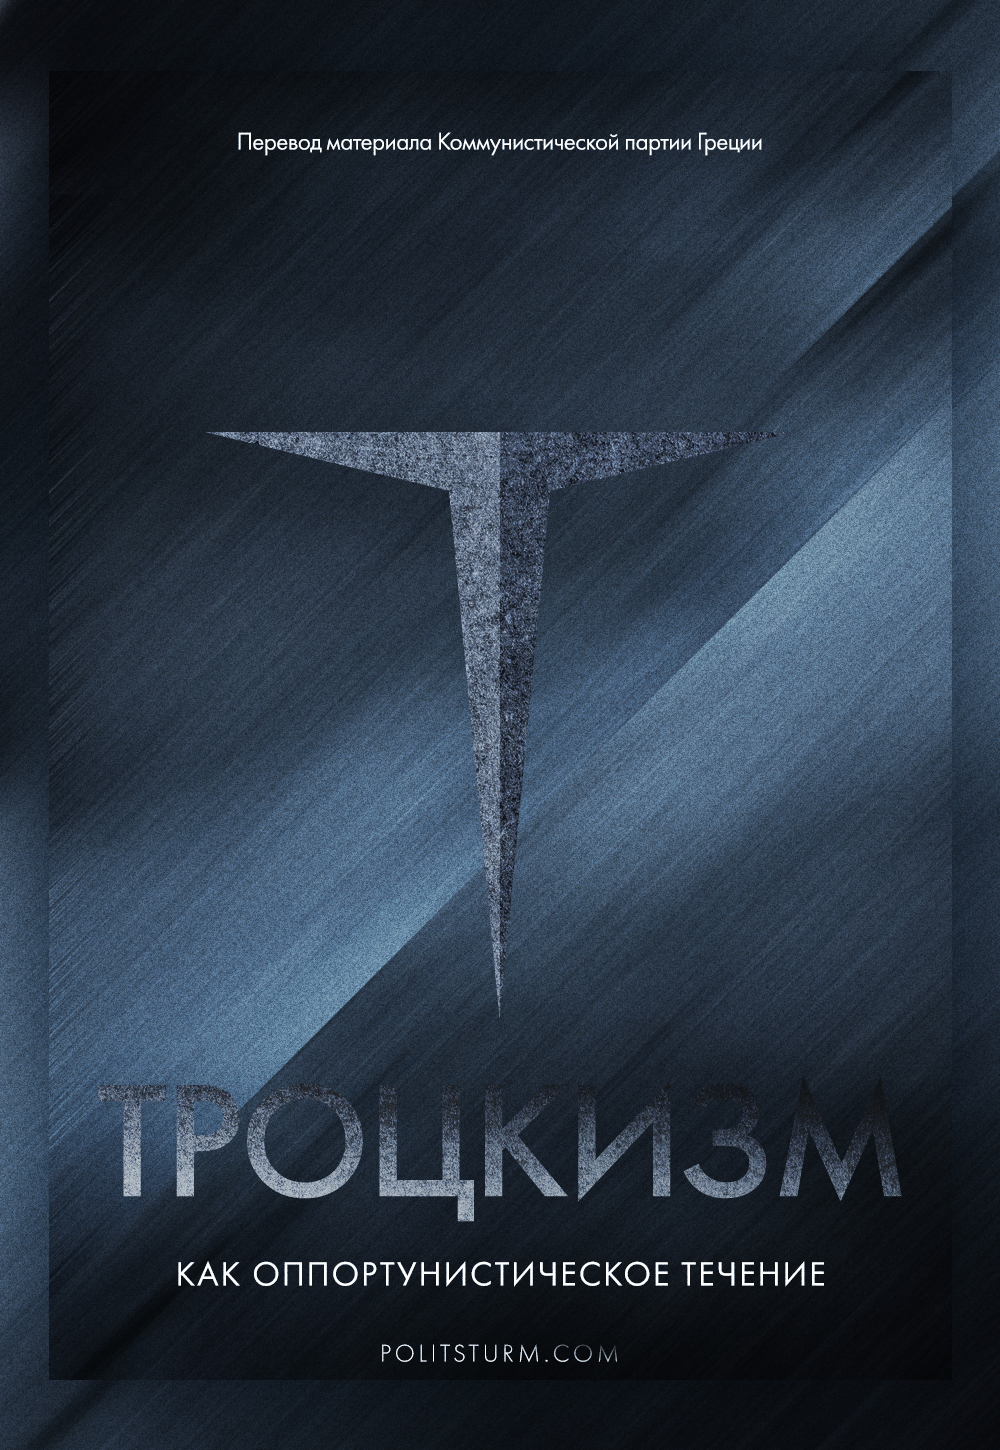 Перевод материала Коммунистической партии Греции
Т
ТРОЦКИЗМ
КАК ОППОРТУНИСТИЧЕСКОЕ ТЕЧЕНИЕ
POLITSTURM.COM